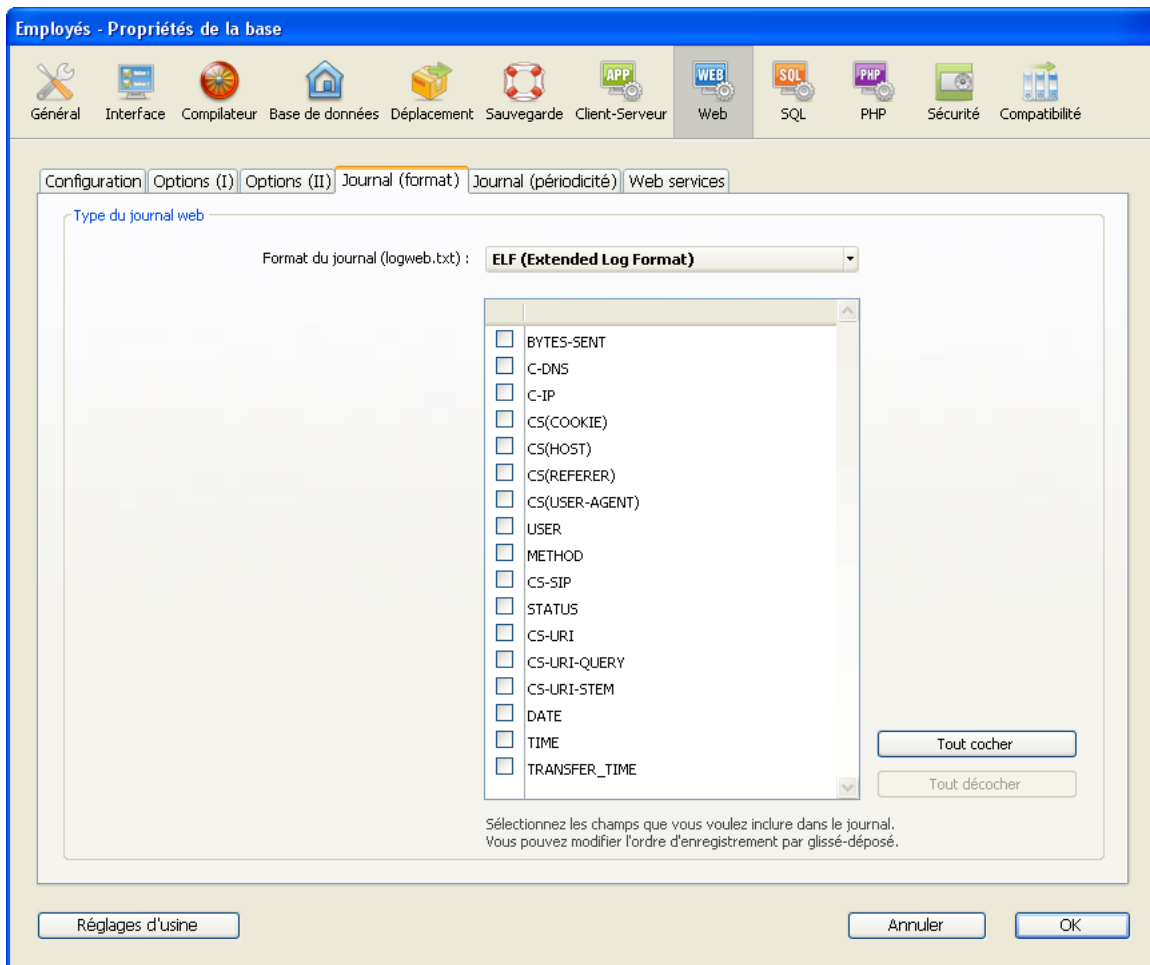 Employés - Propriétés de la base
APP WEB SQL PHP
Général Interface Compilateur Base de données Déplacement Sauvegarde Client-Serveur Web SQL PHP Sécurité Compatibilité
Configuration Options (I) Options (II) Journal (format) Journal (périodicité) Web services
Type du journal web
Format du journal (logweb.txt) : ELF (Extended Log Format)
BYTES-SENT
C-DNS
C-IP
CS(COOKIE)
CS(HOST)
CS(REFERER)
CS(USER-AGENT)
USER
METHOD
CS-SIP
STATUS
CS-URI
CS-URI-QUERY
CS-URI-STEM
DATE
TIME
TRANSFER_TIME
Tout cocher
Tout décocher
Sélectionnez les champs que vous voulez inclure dans le journal.
Vous pouvez modifier l'ordre d'enregistrement par glissé-déposé.
Réglages d'usine Annuler OK